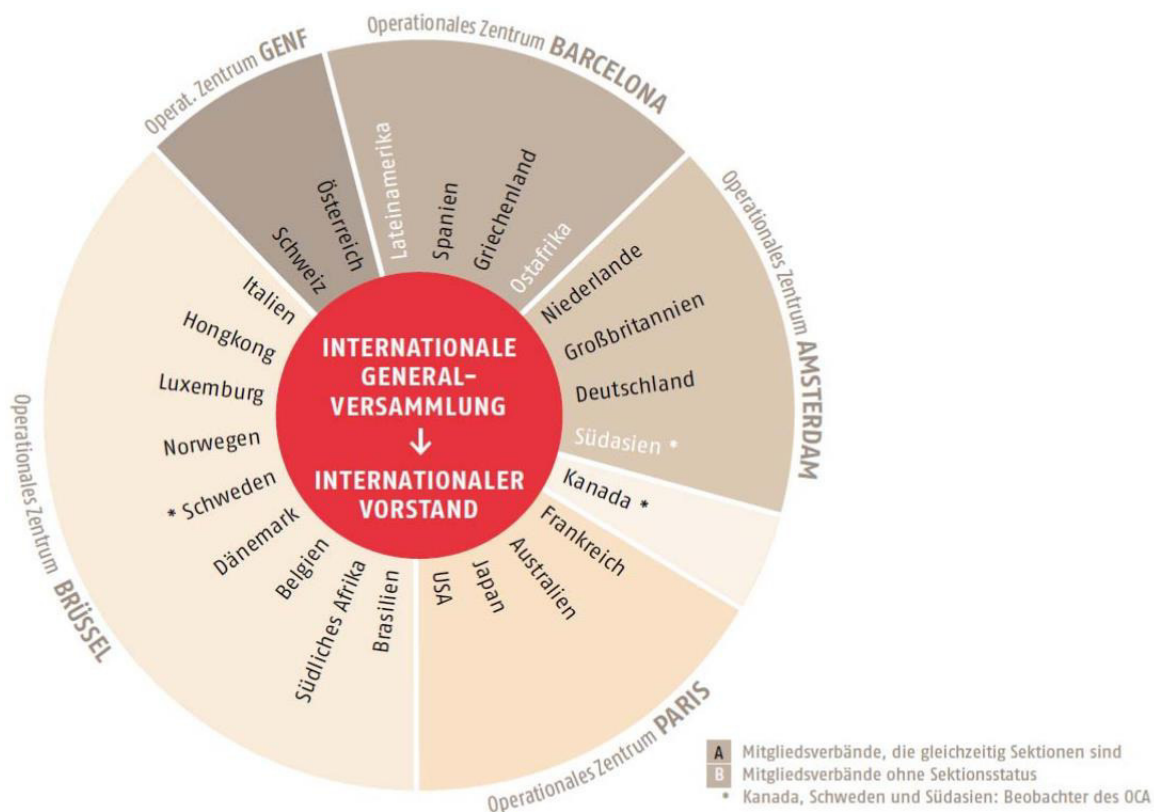 Operat. Zentrum GENF
Operationales Zentrum BARCELONA
Operationales Zentrum AMSTERDAM
Operationales Zentrum PARIS
Operationales Zentrum BRÜSSEL
Schweiz
Österreich
Lateinamerika
Spanien
Griechenland
Ostafrika
Niederlande
Großbritannien
Deutschland
Südasien *
Kanada *
Frankreich
Australien
Japan
USA
Brasilien
Südliches Afrika
Belgien
Dänemark
* Schweden
Norwegen
Luxemburg
Hongkong
Italien
INTERNATIONALE
GENERAL-
VERSAMMLUNG
↓
INTERNATIONALER
VORSTAND
A Mitgliedsverbände, die gleichzeitig Sektionen sind
B Mitgliedsverbände ohne Sektionsstatus
* Kanada, Schweden und Südasien: Beobachter des OCA